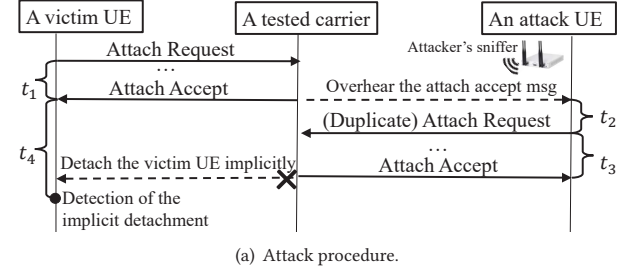 A victim UE
A tested carrier
An attack UE
Attach Request
...
Attacker's sniffer
t1
Attach Accept
Overhear the attach accept msg
t2
(Duplicate) Attach Request
...
t4
Detach the victim UE implicitly
Attach Accept
t3
Detection of the
implicit detachment
(a) Attack procedure.